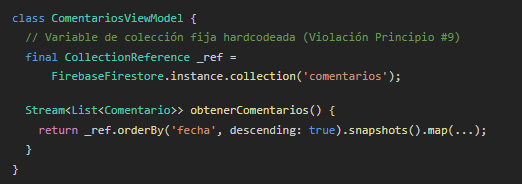 class ComentariosViewModel {
  // Variable de colección fija hardcodeada (Violación Principio #9)
  final CollectionReference _ref =
      FirebaseFirestore.instance.collection('comentarios');

  Stream<List<Comentario>> obtenerComentarios() {
    return _ref.orderBy('fecha', descending: true).snapshots().map(...);
  }
}